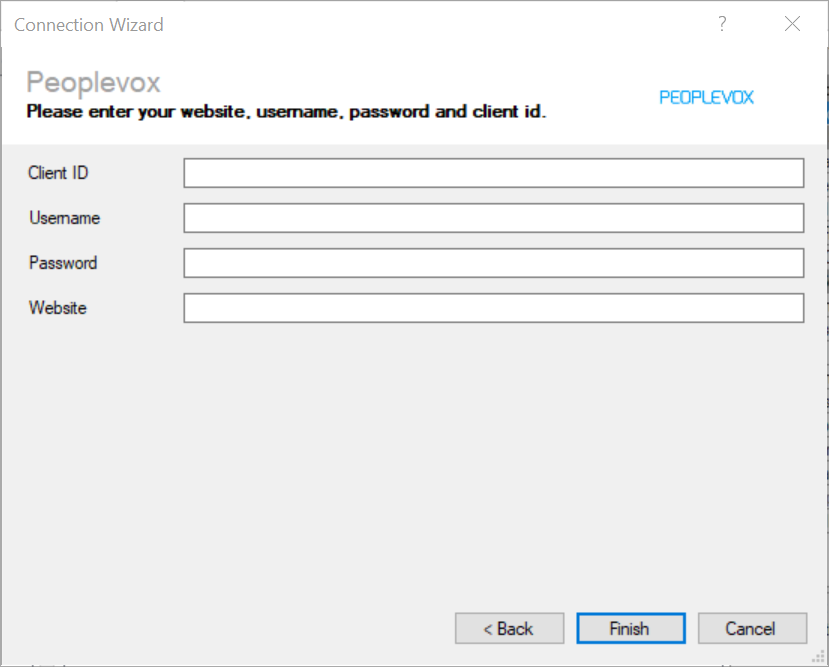 Connection Wizard ?
Peoplevox
Please enter your website, username, password and client id.
PEOPLEVOX
Client ID
Username
Password
Website
< Back Finish Cancel